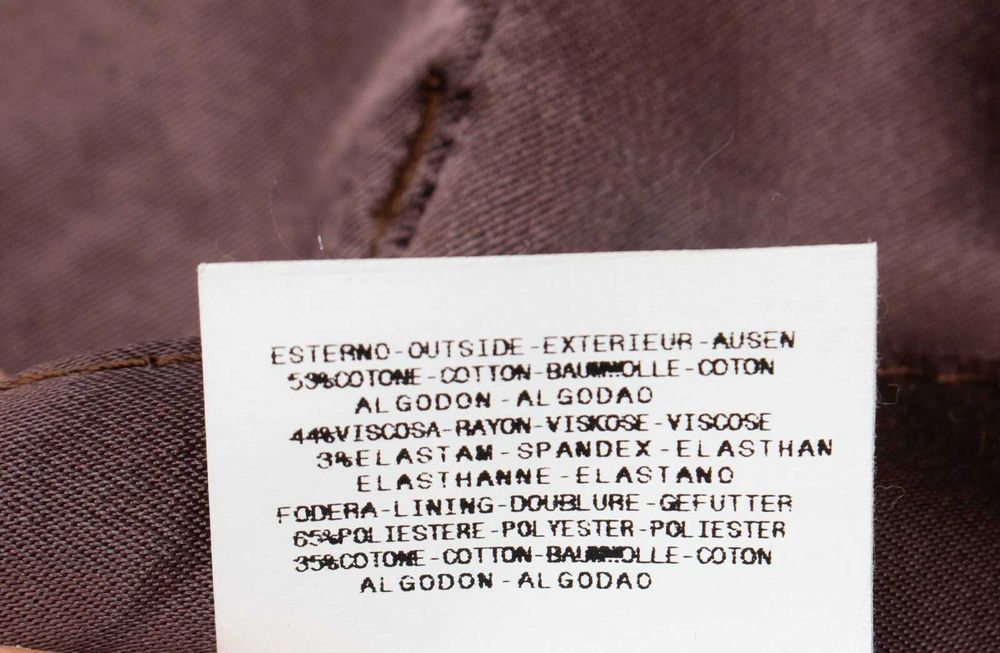 ESTERNO-OUTSIDE-EXTERIEUR-AUSEN
53%COTONE-COTTON-BAUMWOLLE-COTON
ALGODON-ALGODAO
44%VISCOSA-RAYON-VISKOSE-VISCOSE
3%ELASTAM-SPANDEX-ELASTHAN
ELASTHANNE-ELASTANO
FODERA-LINING-DOUBLURE-GEFUTTER
65%POLIESTERE-POLYESTER-POLIESTER
35%COTONE-COTTON-BAUMWOLLE-COTON
ALGODON-ALGODAO